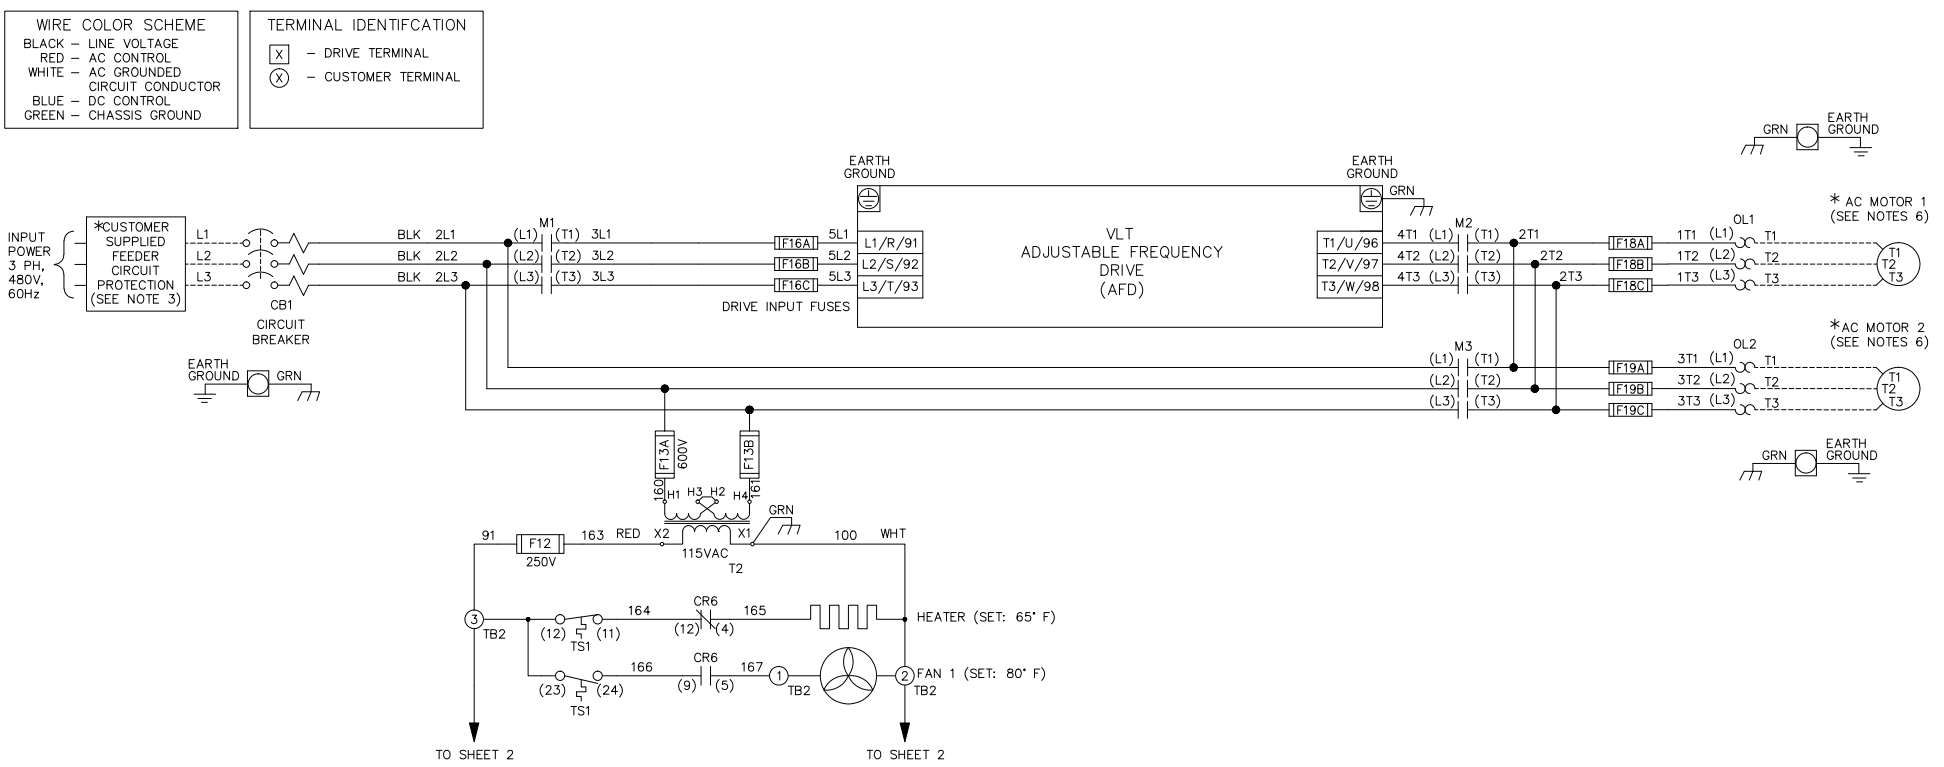 WIRE COLOR SCHEME
BLACK – LINE VOLTAGE
RED – AC CONTROL
WHITE – AC GROUNDED
CIRCUIT CONDUCTOR
BLUE – DC CONTROL
GREEN – CHASSIS GROUND
TERMINAL IDENTIFCATION
X – DRIVE TERMINAL
X – CUSTOMER TERMINAL
INPUT
POWER
3 PH,
480V,
60Hz
*CUSTOMER
SUPPLIED
FEEDER
CIRCUIT
PROTECTION
(SEE NOTE 3)
L1
L2
L3
CB1
CIRCUIT
BREAKER
EARTH
GROUND
GRN
BLK 2L1
BLK 2L2
BLK 2L3
M1
(L1) (T1) 3L1
(L2) (T2) 3L2
(L3) (T3) 3L3
F16A 5L1
F16B 5L2
F16C 5L3
DRIVE INPUT FUSES
EARTH
GROUND
L1/R/91
L2/S/92
L3/T/93
VLT
ADJUSTABLE FREQUENCY
DRIVE
(AFD)
EARTH
GROUND
GRN
T1/U/96
T2/V/97
T3/W/98
M2
4T1 (L1) (T1) 2T1
4T2 (L2) (T2) 2T2
4T3 (L3) (T3) 2T3
F18A
F18B
F18C
OL1
1T1 (L1) T1
1T2 (L2) T2
1T3 (L3) T3
GRN
EARTH
GROUND
* AC MOTOR 1
(SEE NOTES 6)
T1
T2
T3
M3
(L1) (T1)
(L2) (T2)
(L3) (T3)
F19A
F19B
F19C
OL2
3T1 (L1) T1
3T2 (L2) T2
3T3 (L3) T3
*AC MOTOR 2
(SEE NOTES 6)
T1
T2
T3
GRN
EARTH
GROUND
F13A
600V
F13B
160
161
H1 H3 H2 H4
GRN
91
F12
250V
163 RED X2
115VAC
X1
T2
100 WHT
3
TB2
(12) (11)
TS1
164
CR6
(12) (4)
165
HEATER (SET: 65° F)
(23) (24)
TS1
166
CR6
(9) (5)
167
1
TB2
2
TB2
FAN 1 (SET: 80° F)
TO SHEET 2
TO SHEET 2